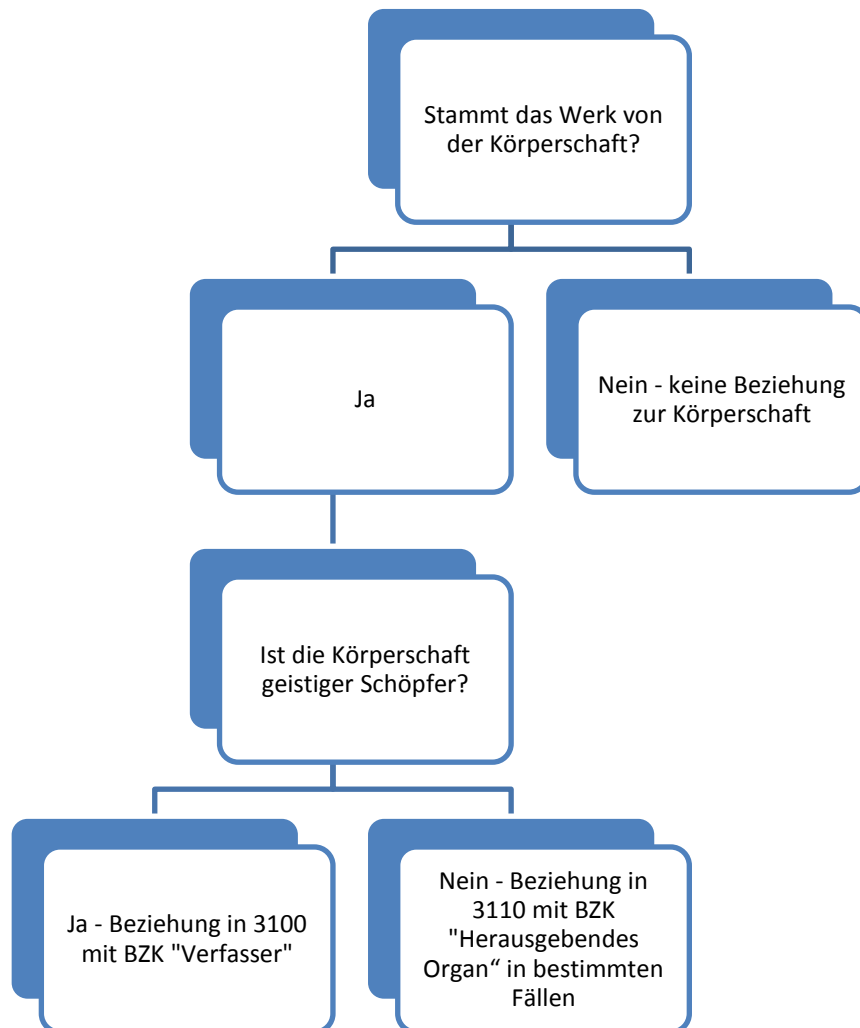 Stammt das Werk von
der Körperschaft?
Ja
Nein - keine Beziehung
zur Körperschaft
Ist die Körperschaft
geistiger Schöpfer?
Ja - Beziehung in 3100
mit BZK "Verfasser"
Nein - Beziehung in
3110 mit BZK
"Herausgebendes
Organ“ in bestimmten
Fällen